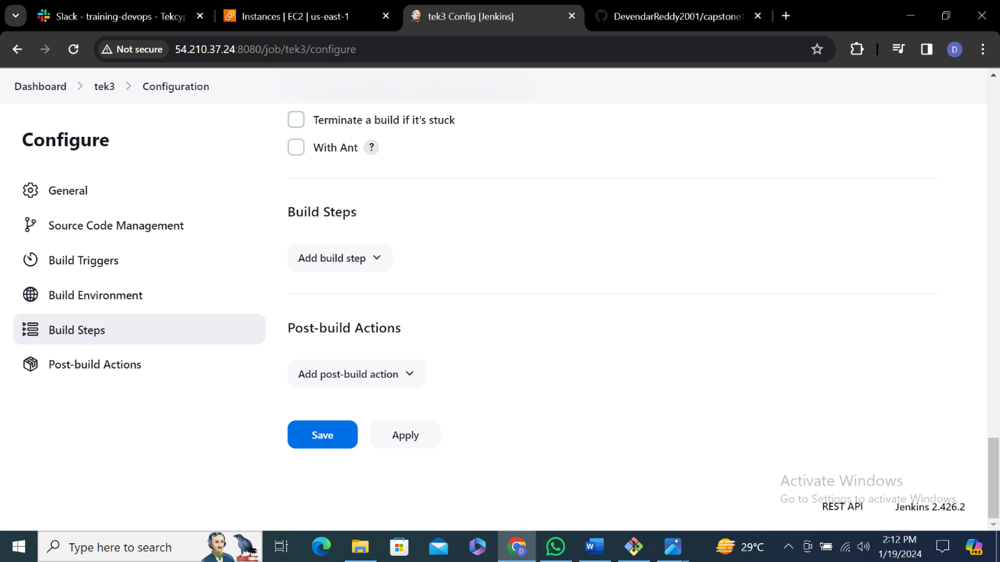 Slack - training-devops - Tekcyp
Instances | EC2 | us-east-1
tek3 Config [Jenkins]
DevendarReddy2001/capstone1
Not secure
54.210.37.24:8080/job/tek3/configure
D
Dashboard > tek3 > Configuration
Configure
General
Source Code Management
Build Triggers
Build Environment
Build Steps
Post-build Actions
Terminate a build if it's stuck
With Ant ?
Build Steps
Add build step
Post-build Actions
Add post-build action
Save
Apply
Activate Windows
Go to Settings to activate Windows.
REST API
Jenkins 2.426.2
Type here to search
W
D
29°C
2:12 PM
1/19/2024
PRE